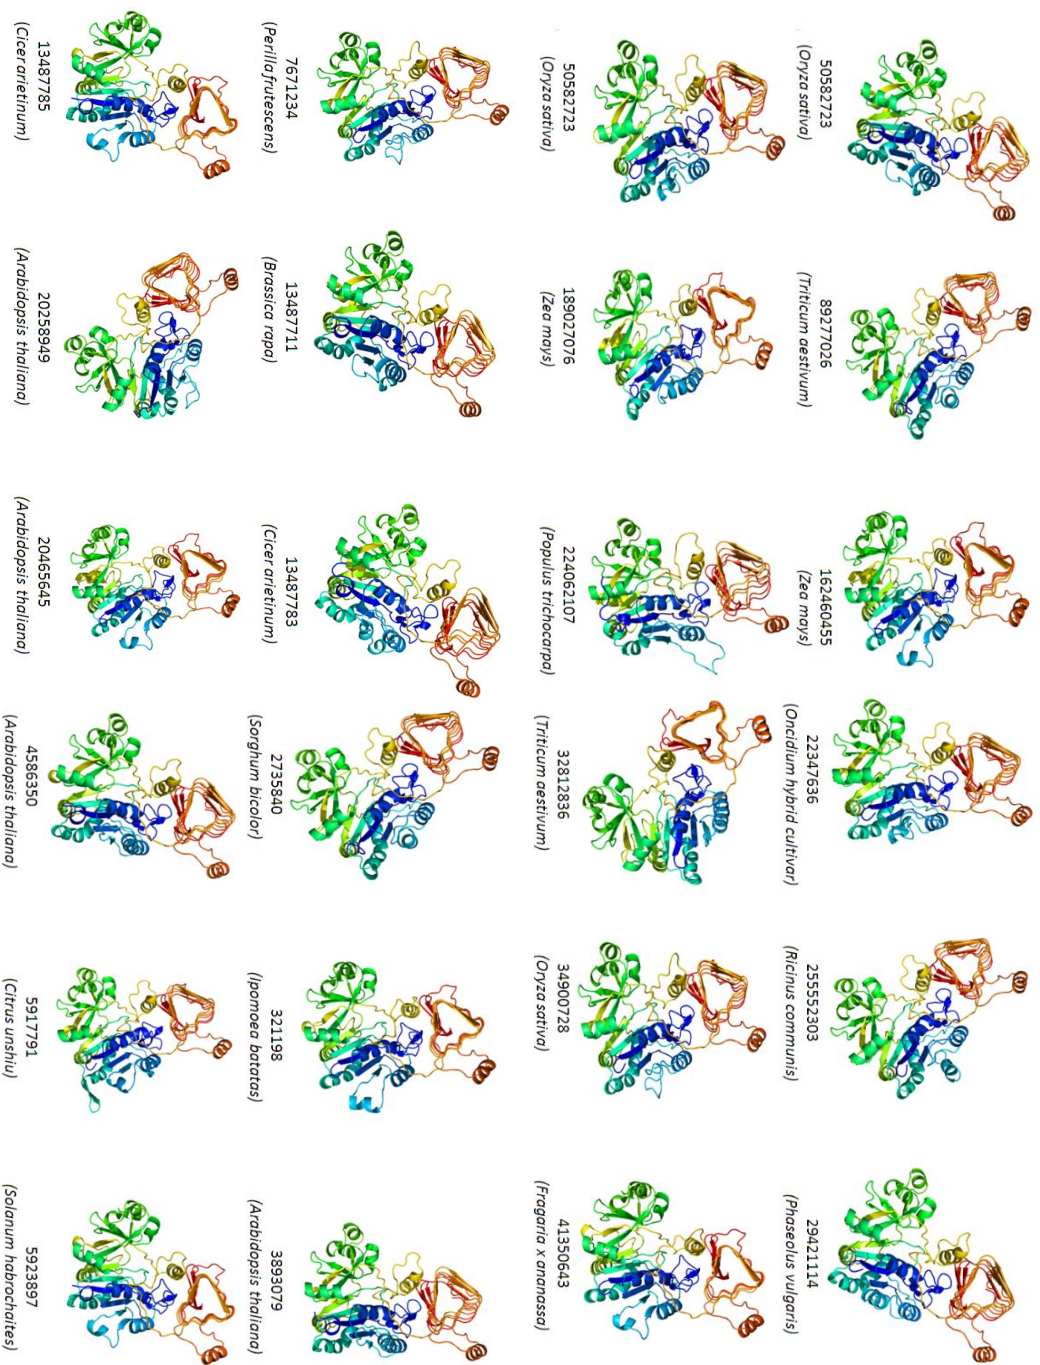 50582723
(Oryza sativa)
89277026
(Triticum aestivum)
162460455
(Zea mays)
22347636
(Oncidium hybrid cultivar)
255552303
(Ricinus communis)
29421114
(Phaseolus vulgaris)
50582723
(Oryza sativa)
189027076
(Zea mays)
224062107
(Populus trichocarpa)
32812836
(Triticum aestivum)
34900728
(Oryza sativa)
41350643
(Fragaria x ananassa)
7671234
(Perilla frutescens)
13487711
(Brassica rapa)
13487783
(Cicer arietinum)
2735840
(Sorghum bicolor)
321198
(Ipomoea batatas)
3893079
(Arabidopsis thaliana)
13487785
(Cicer arietinum)
20258949
(Arabidopsis thaliana)
20465645
(Arabidopsis thaliana)
4586350
(Arabidopsis thaliana)
5917791
(Citrus unshiu)
5923897
(Solanum habrochaites)